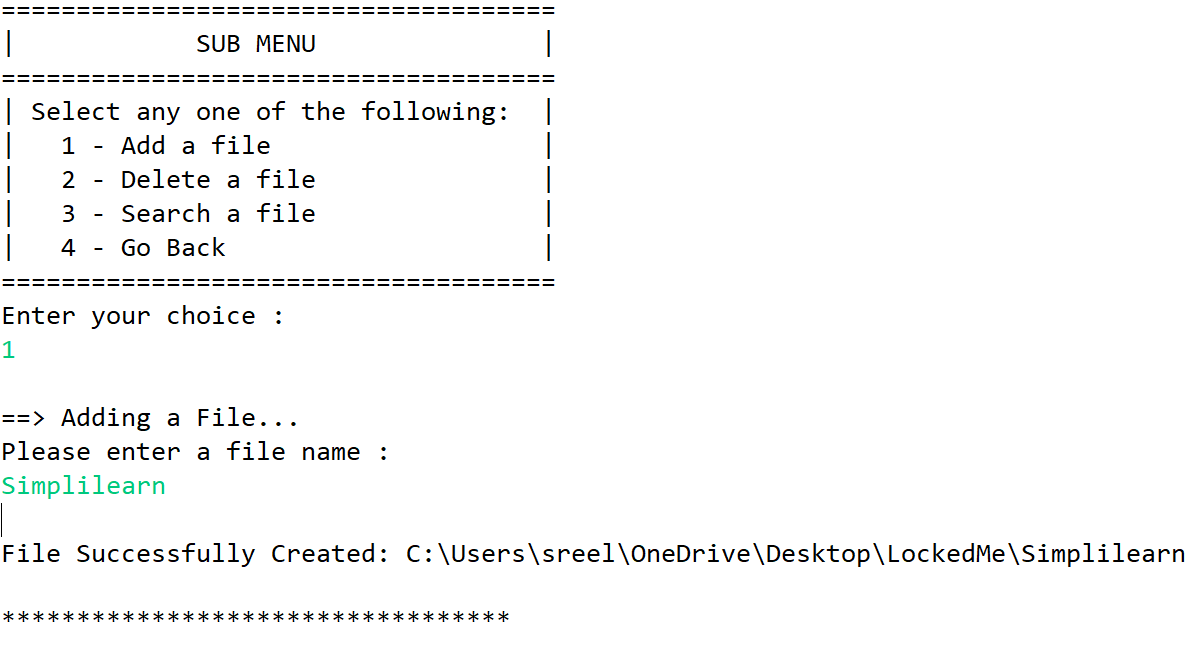 =====================================
|            SUB MENU               |
=====================================
| Select any one of the following:  |
|   1 - Add a file                  |
|   2 - Delete a file               |
|   3 - Search a file               |
|   4 - Go Back                     |
=====================================
Enter your choice :
1
==> Adding a File...
Please enter a file name :
Simplilearn
File Successfully Created: C:\Users\sreel\OneDrive\Desktop\LockedMe\Simplilearn
**********************************